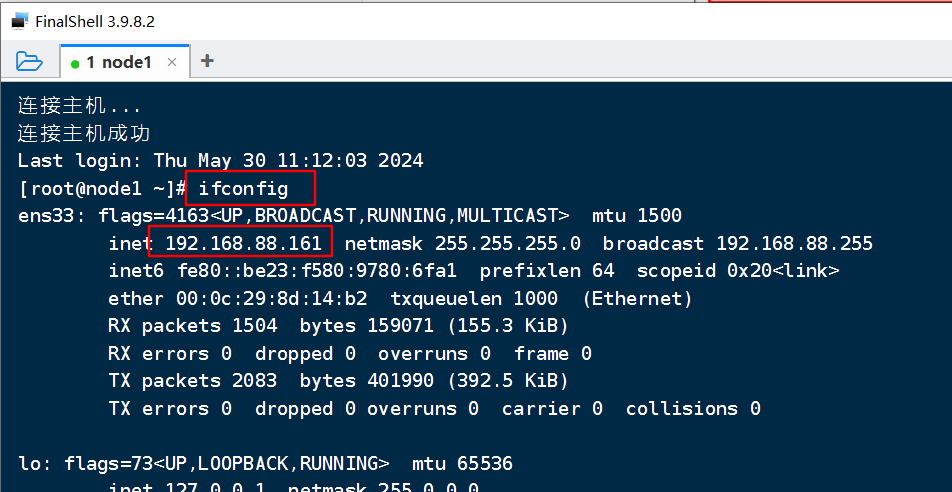 FinalShell 3.9.8.2
1 node1 × +
连接主机...
连接主机成功
Last login: Thu May 30 11:12:03 2024
[root@node1 ~]# ifconfig
ens33: flags=4163<UP,BROADCAST,RUNNING,MULTICAST>  mtu 1500
        inet 192.168.88.161  netmask 255.255.255.0  broadcast 192.168.88.255
        inet6 fe80::be23:f580:9780:6fa1  prefixlen 64  scopeid 0x20<link>
        ether 00:0c:29:8d:14:b2  txqueuelen 1000  (Ethernet)
        RX packets 1504  bytes 159071 (155.3 KiB)
        RX errors 0  dropped 0  overruns 0  frame 0
        TX packets 2083  bytes 401990 (392.5 KiB)
        TX errors 0  dropped 0 overruns 0  carrier 0  collisions 0
lo: flags=73<UP,LOOPBACK,RUNNING>  mtu 65536
        inet 127.0.0.1  netmask 255.0.0.0